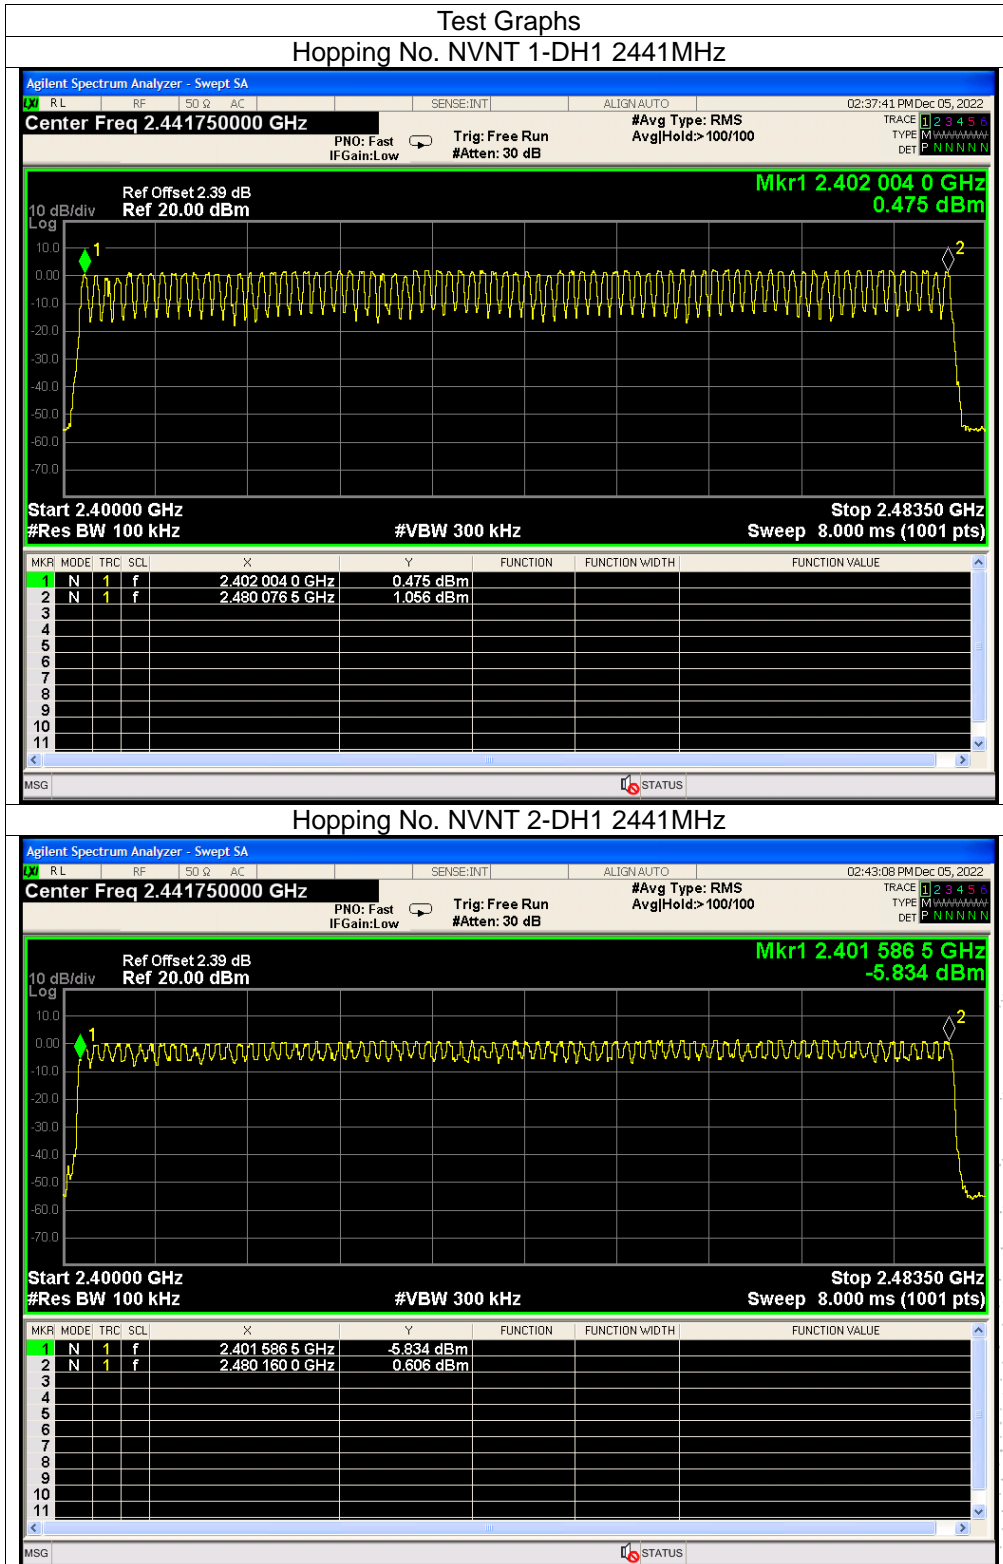 Test Graphs
Hopping No. NVNT 1-DH1 2441MHz
Agilent Spectrum Analyzer - Swept SA
LXI RL RF 50 Ω AC SENSE:INT ALIGN AUTO 02:37:41 PM Dec 05, 2022
Center Freq 2.441750000 GHz #Avg Type: RMS TRACE 1 2 3 4 5 6
PNO: Fast Trig: Free Run Avg|Hold:>100/100 TYPE M
IFGain:Low #Atten: 30 dB DET P N N N N N
Mkr1 2.402 004 0 GHz
Ref Offset 2.39 dB 0.475 dBm
10 dB/div Ref 20.00 dBm
Log
10.0
1 2
0.00
-10.0
-20.0
-30.0
-40.0
-50.0
-60.0
-70.0
Start 2.40000 GHz Stop 2.48350 GHz
#Res BW 100 kHz #VBW 300 kHz Sweep 8.000 ms (1001 pts)
MKR MODE TRC SCL X Y FUNCTION FUNCTION WIDTH FUNCTION VALUE
1 N 1 f 2.402 004 0 GHz 0.475 dBm
2 N 1 f 2.480 076 5 GHz 1.056 dBm
3
4
5
6
7
8
9
10
11
MSG STATUS
Hopping No. NVNT 2-DH1 2441MHz
Agilent Spectrum Analyzer - Swept SA
LXI RL RF 50 Ω AC SENSE:INT ALIGN AUTO 02:43:08 PM Dec 05, 2022
Center Freq 2.441750000 GHz #Avg Type: RMS TRACE 1 2 3 4 5 6
PNO: Fast Trig: Free Run Avg|Hold:>100/100 TYPE M
IFGain:Low #Atten: 30 dB DET P N N N N N
Mkr1 2.401 586 5 GHz
Ref Offset 2.39 dB -5.834 dBm
10 dB/div Ref 20.00 dBm
Log
10.0
1 2
0.00
-10.0
-20.0
-30.0
-40.0
-50.0
-60.0
-70.0
Start 2.40000 GHz Stop 2.48350 GHz
#Res BW 100 kHz #VBW 300 kHz Sweep 8.000 ms (1001 pts)
MKR MODE TRC SCL X Y FUNCTION FUNCTION WIDTH FUNCTION VALUE
1 N 1 f 2.401 586 5 GHz -5.834 dBm
2 N 1 f 2.480 160 0 GHz 0.606 dBm
3
4
5
6
7
8
9
10
11
MSG STATUS